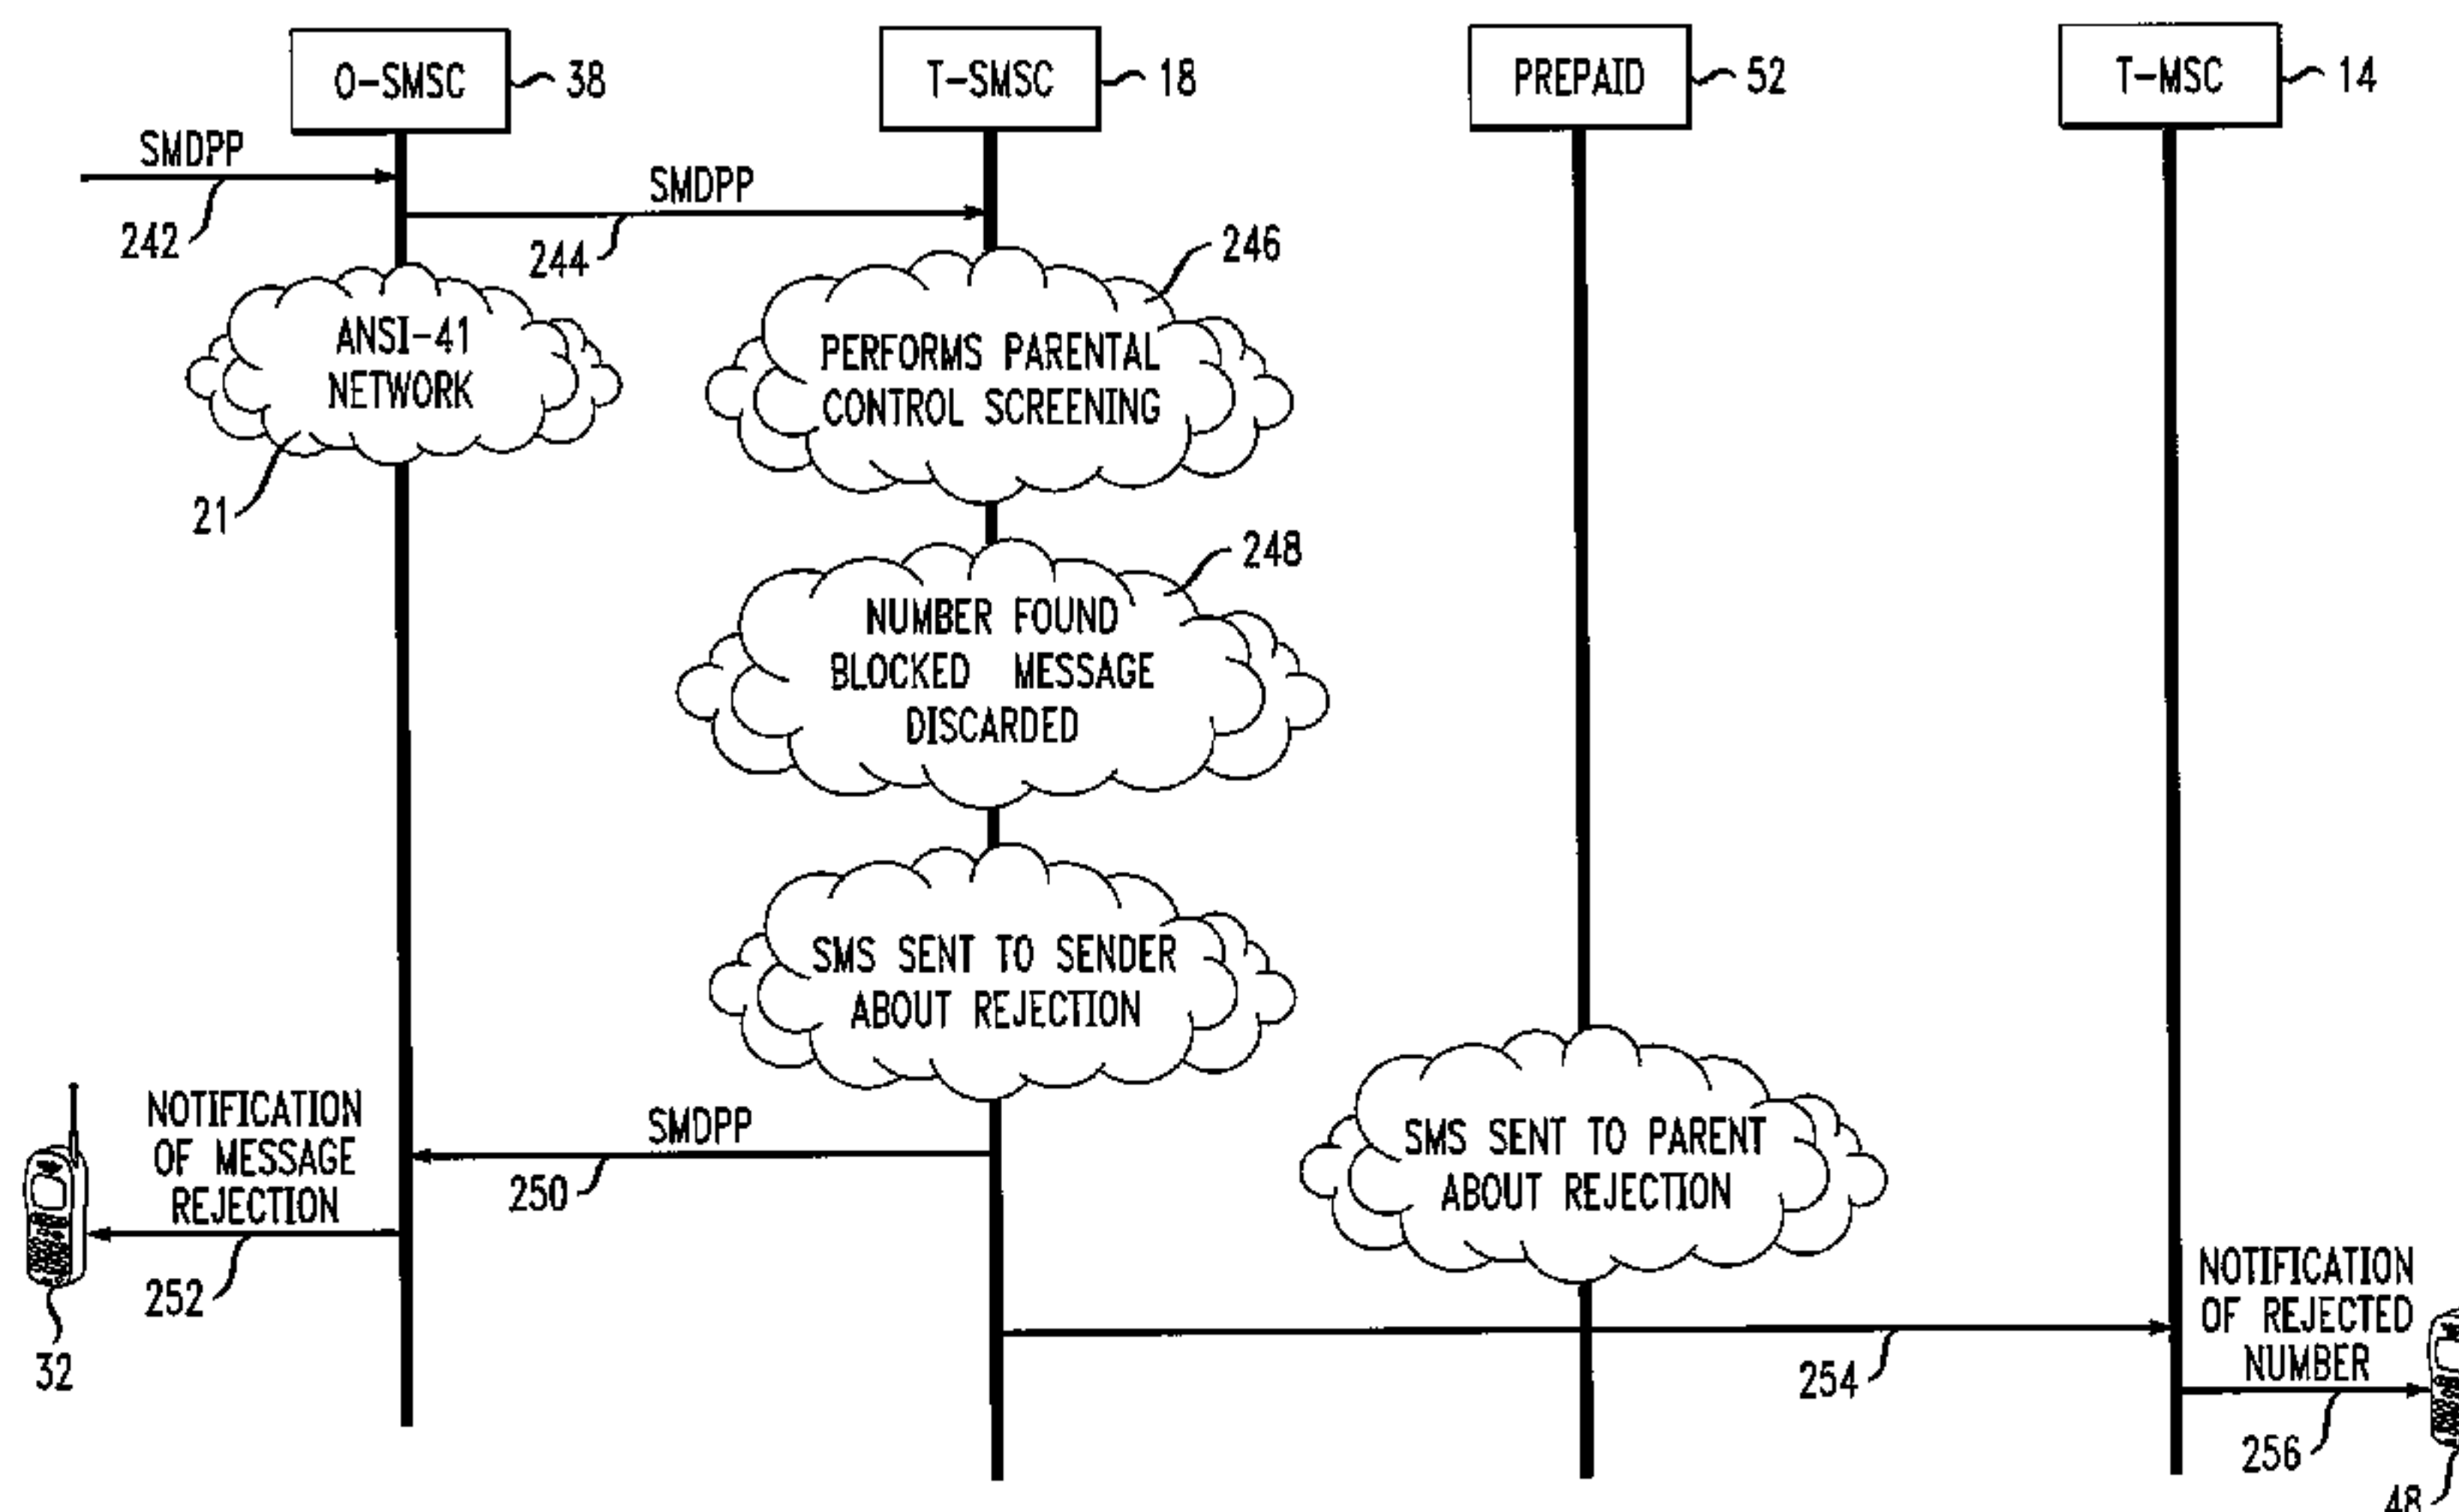 O-SMSC
38
T-SMSC
18
PREPAID
52
T-MSC
14
SMDPP
242
SMDPP
244
ANSI-41
NETWORK
21
246
PERFORMS PARENTAL
CONTROL SCREENING
248
NUMBER FOUND
BLOCKED MESSAGE
DISCARDED
SMS SENT TO SENDER
ABOUT REJECTION
NOTIFICATION
OF MESSAGE
REJECTION
252
32
SMDPP
250
SMS SENT TO PARENT
ABOUT REJECTION
254
NOTIFICATION
OF REJECTED
NUMBER
256
48